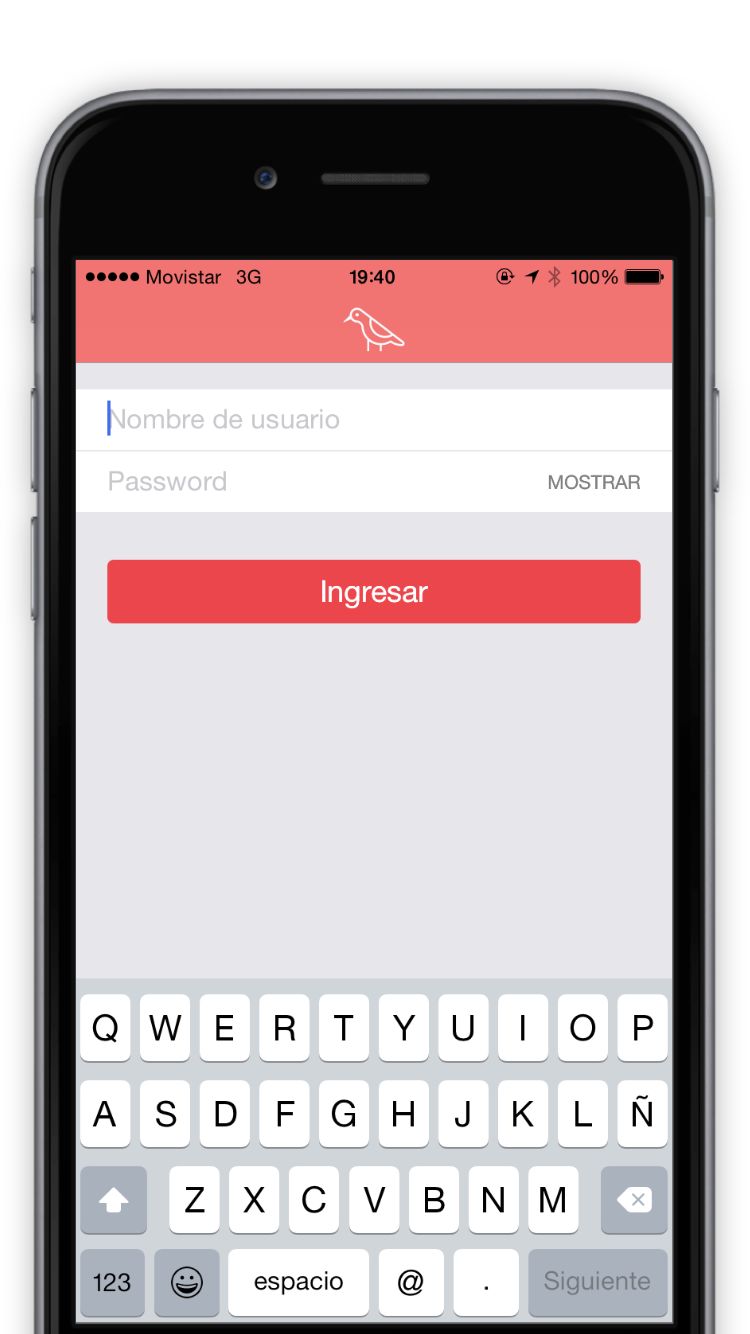 Movistar 3G 19:40 100%
Nombre de usuario
Password MOSTRAR
Ingresar
Q W E R T Y U I O P
A S D F G H J K L Ñ
Z X C V B N M
123 espacio @ . Siguiente